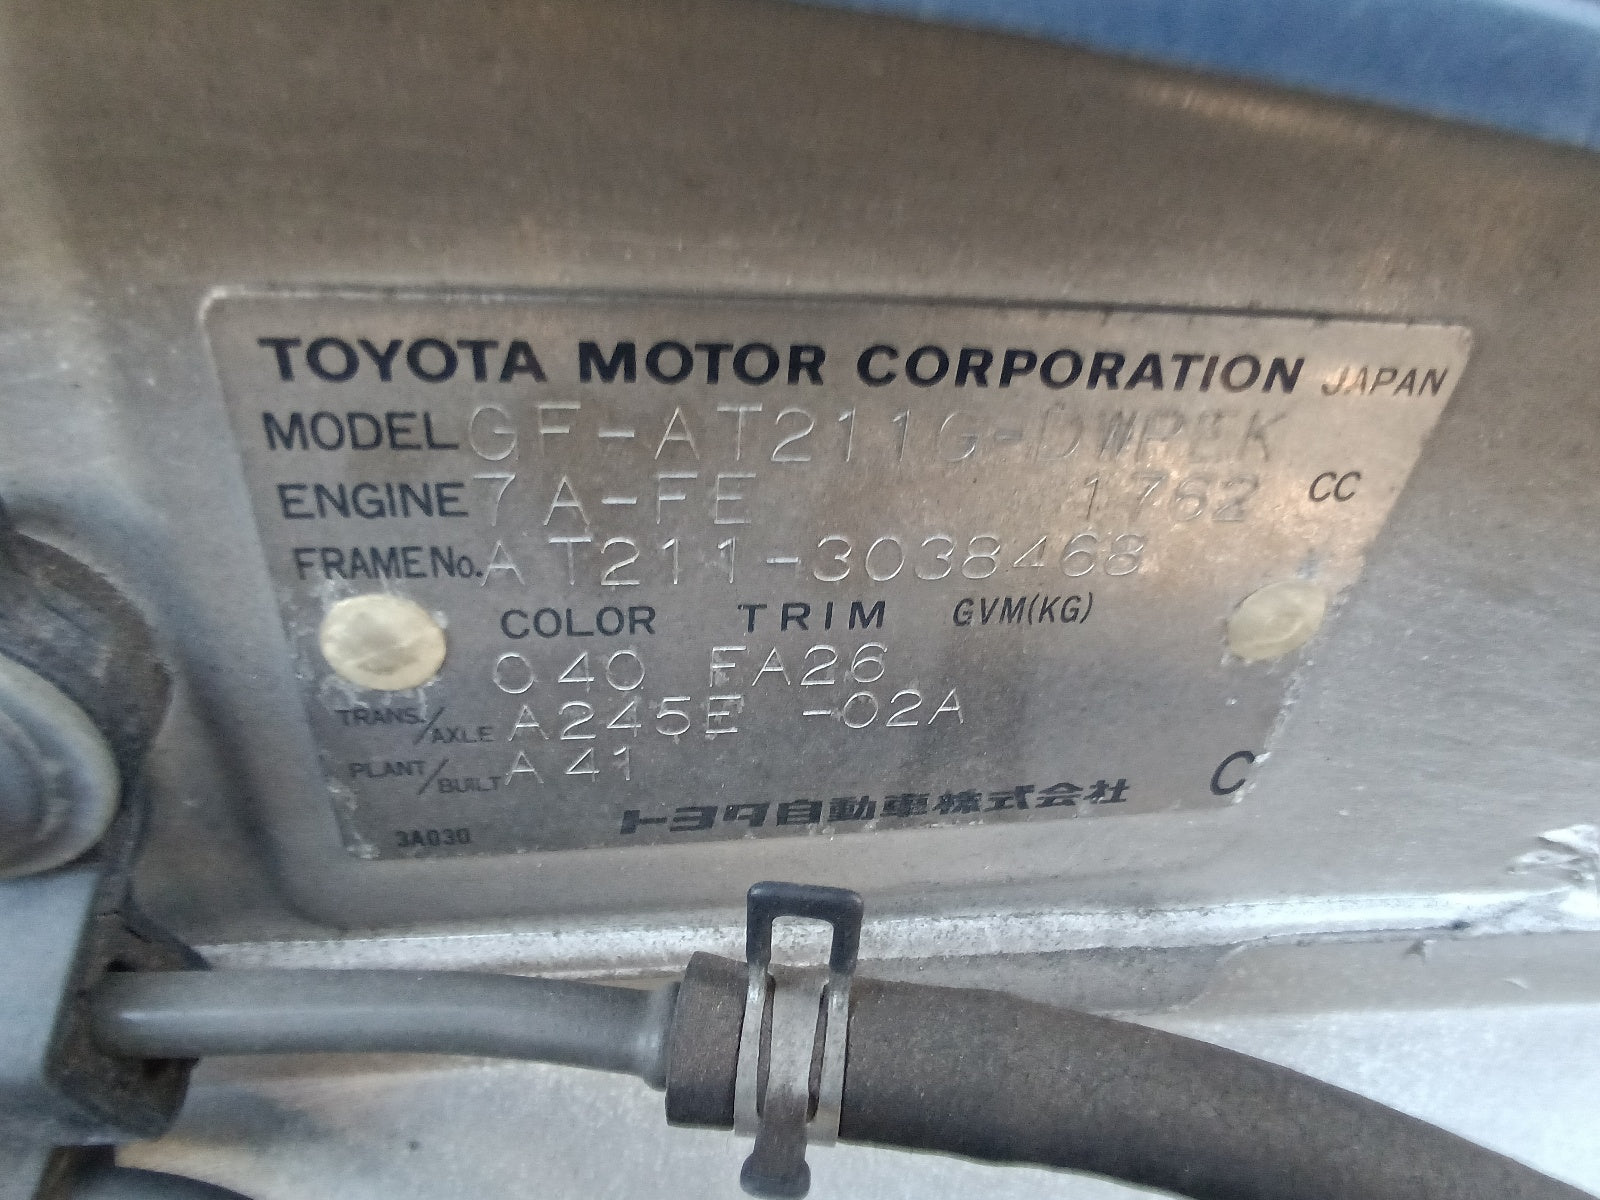 TOYOTA MOTOR CORPORATION JAPAN
MODEL GF-AT211G-DWPEK
ENGINE 7A-FE 1762 CC
FRAME No. AT211-3038468
COLOR TRIM GVM(KG)
040 FA26
TRANS./AXLE A245E -02A
PLANT/BUILT A41
C
トヨタ自動車株式会社
3A030